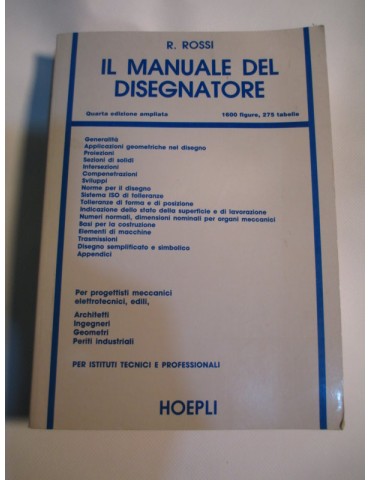 R. ROSSI
IL MANUALE DEL
DISEGNATORE
Quarta edizione ampliata 1600 figure, 275 tabelle
Generalità
Applicazioni geometriche nel disegno
Proiezioni
Sezioni di solidi
Intersezioni
Compenetrazioni
Sviluppi
Norme per il disegno
Sistema ISO di tolleranze
Tolleranze di forma e di posizione
Indicazione dello stato della superficie e di lavorazione
Numeri normali, dimensioni nominali per organi meccanici
Basi per la costruzione
Elementi di macchine
Trasmissioni
Disegno semplificato e simbolico
Appendici
Per progettisti meccanici
elettrotecnici, edili,
Architetti
Ingegneri
Geometri
Periti industriali
PER ISTITUTI TECNICI E PROFESSIONALI
HOEPLI